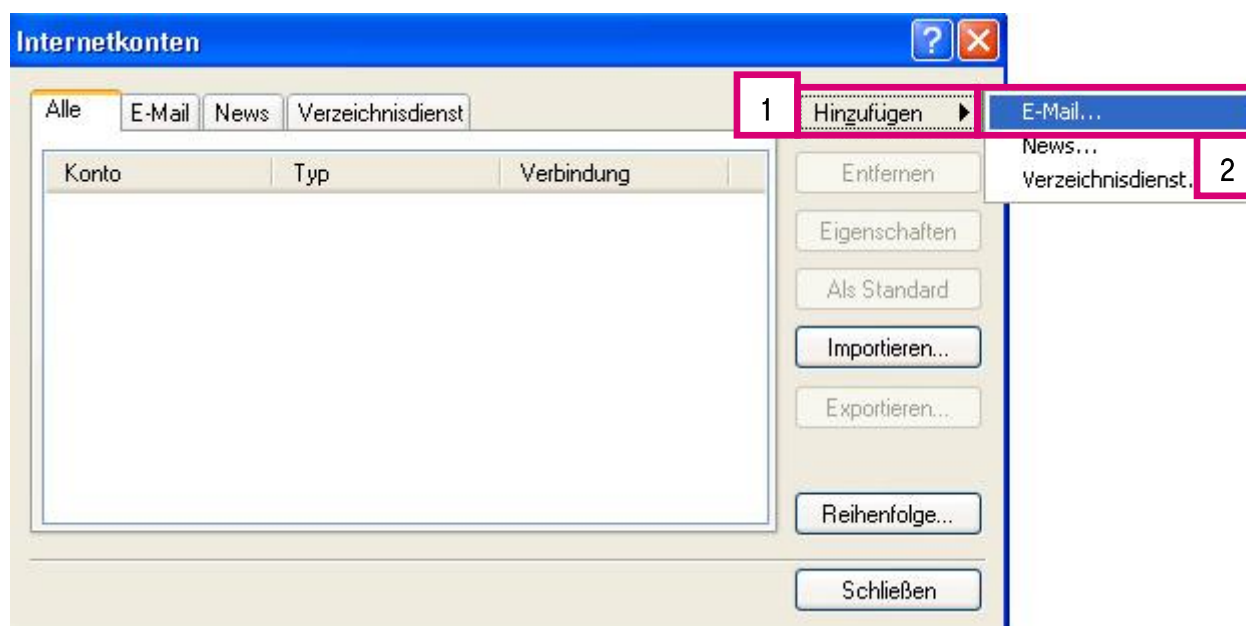 Internetkonten
Alle E-Mail News Verzeichnisdienst
1 Hinzufügen E-Mail...
News...
Verzeichnisdienst.
2
Konto Typ Verbindung
Entfernen
Eigenschaften
Als Standard
Importieren...
Exportieren...
Reihenfolge...
Schließen